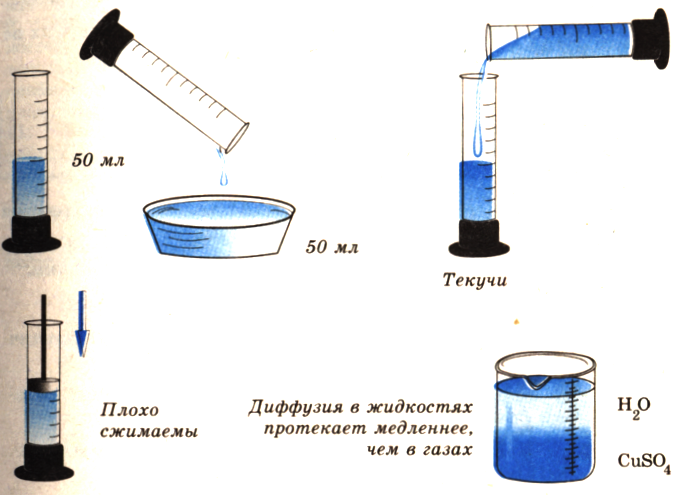 50 мл
50 мл
Текучи
Плохо
сжимаемы
Диффузия в жидкостях
протекает медленнее,
чем в газах
H₂O
CuSO₄